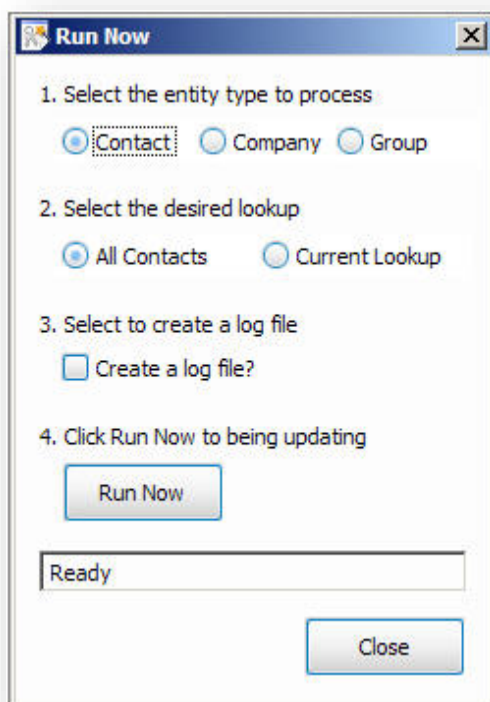 Run Now
1. Select the entity type to process
Contact Company Group
2. Select the desired lookup
All Contacts Current Lookup
3. Select to create a log file
Create a log file?
4. Click Run Now to being updating
Run Now
Ready
Close